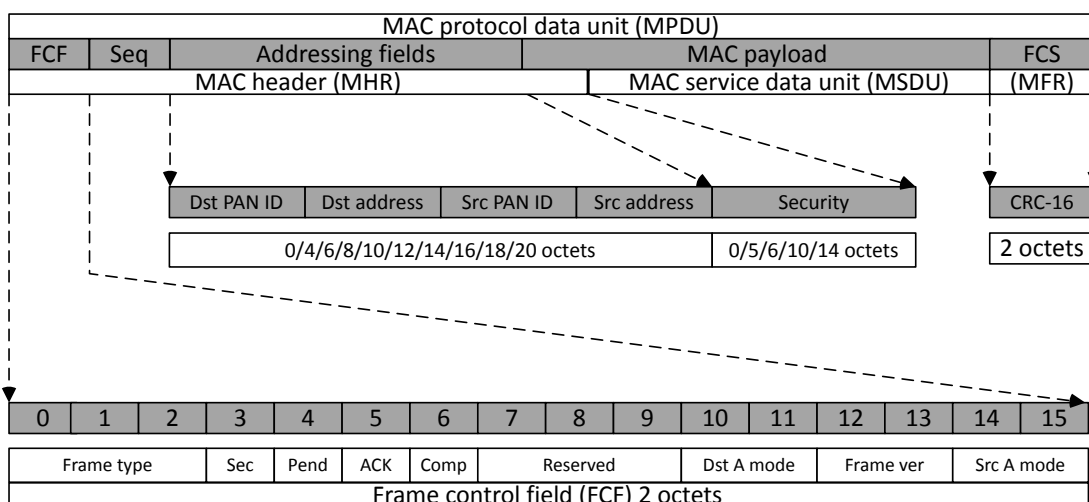 MAC protocol data unit (MPDU)
FCF Seq Addressing fields MAC payload FCS
MAC header (MHR) MAC service data unit (MSDU) (MFR)
Dst PAN ID Dst address Src PAN ID Src address Security CRC-16
0/4/6/8/10/12/14/16/18/20 octets 0/5/6/10/14 octets 2 octets
0 1 2 3 4 5 6 7 8 9 10 11 12 13 14 15
Frame type Sec Pend ACK Comp Reserved Dst A mode Frame ver Src A mode
Frame control field (FCF) 2 octets